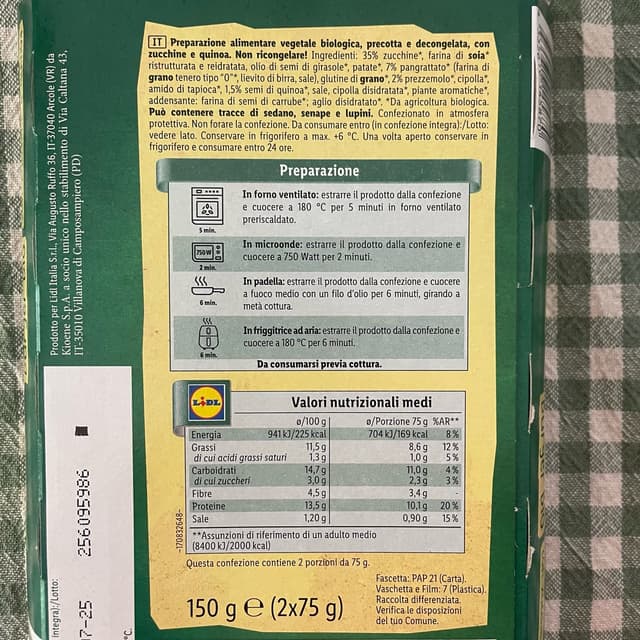 IT Preparazione alimentare vegetale biologica, precotta e decongelata, con
zucchine e quinoa. Non ricongelare! Ingredienti: 35% zucchine*, farina di soia*
ristrutturata e reidratata, olio di semi di girasole*, patate*, 7% pangrattato* (farina di
grano tenero tipo "0"*, lievito di birra, sale), glutine di grano*, 2% prezzemolo*, cipolla*,
amido di tapioca*, 1,5% semi di quinoa*, sale, cipolla disidratata*, piante aromatiche*,
addensante: farina di semi di carrube*; aglio disidratato*. *Da agricoltura biologica.
Può contenere tracce di sedano, senape e lupini. Confezionato in atmosfera
protettiva. Non forare la confezione. Da consumare entro (in confezione integra):/Lotto:
vedere lato. Conservare in frigorifero a max. +6 °C. Una volta aperto conservare in
frigorifero e consumare entro 24 ore.
Preparazione
In forno ventilato: estrarre il prodotto dalla confezione
e cuocere a 180 °C per 5 minuti in forno ventilato
preriscaldato.
5 min.
In microonde: estrarre il prodotto dalla confezione e
cuocere a 750 Watt per 2 minuti.
750 W
2 min.
In padella: estrarre il prodotto dalla confezione e cuocere
a fuoco medio con un filo d'olio per 6 minuti, girando a
metà cottura.
6 min.
In friggitrice ad aria: estrarre il prodotto dalla confezione e
cuocere a 180 °C per 6 minuti.
6 min.
Da consumarsi previa cottura.
LIDL
Valori nutrizionali medi
ø/100 g ø/Porzione 75 g %AR**
Energia 941 kJ/225 kcal 704 kJ/169 kcal 8 %
Grassi 11,5 g 8,6 g 12 %
di cui acidi grassi saturi 1,3 g 1,0 g 5 %
Carboidrati 14,7 g 11,0 g 4 %
di cui zuccheri 3,0 g 2,3 g 3 %
Fibre 4,5 g 3,4 g -
Proteine 13,5 g 10,1 g 20 %
Sale 1,20 g 0,90 g 15 %
**Assunzioni di riferimento di un adulto medio
(8400 kJ/2000 kcal)
-170832648-
Questa confezione contiene 2 porzioni da 75 g.
150 g e (2x75 g)
Fascetta: PAP 21 (Carta).
Vaschetta e Film: 7 (Plastica).
Raccolta differenziata.
Verifica le disposizioni
del tuo Comune.
Prodotto per Lidl Italia S.r.l., Via Augusto Ruffo 36, IT-37040 Arcole (VR) da
Kioene S.p.A. a socio unico nello stabilimento di Via Caltana 43,
IT-35010 Villanova di Camposampiero (PD)
integra):/Lotto:
7-25 256095986
°C.